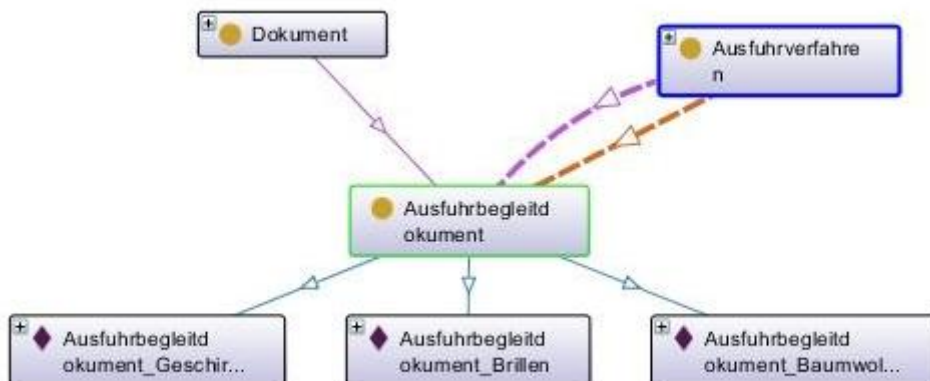 Dokument
Ausfuhrverfahre
n
Ausfuhrbegleitd
okument
Ausfuhrbegleitd
okument_Geschir...
Ausfuhrbegleitd
okument_Brillen
Ausfuhrbegleitd
okument_Baumwol...